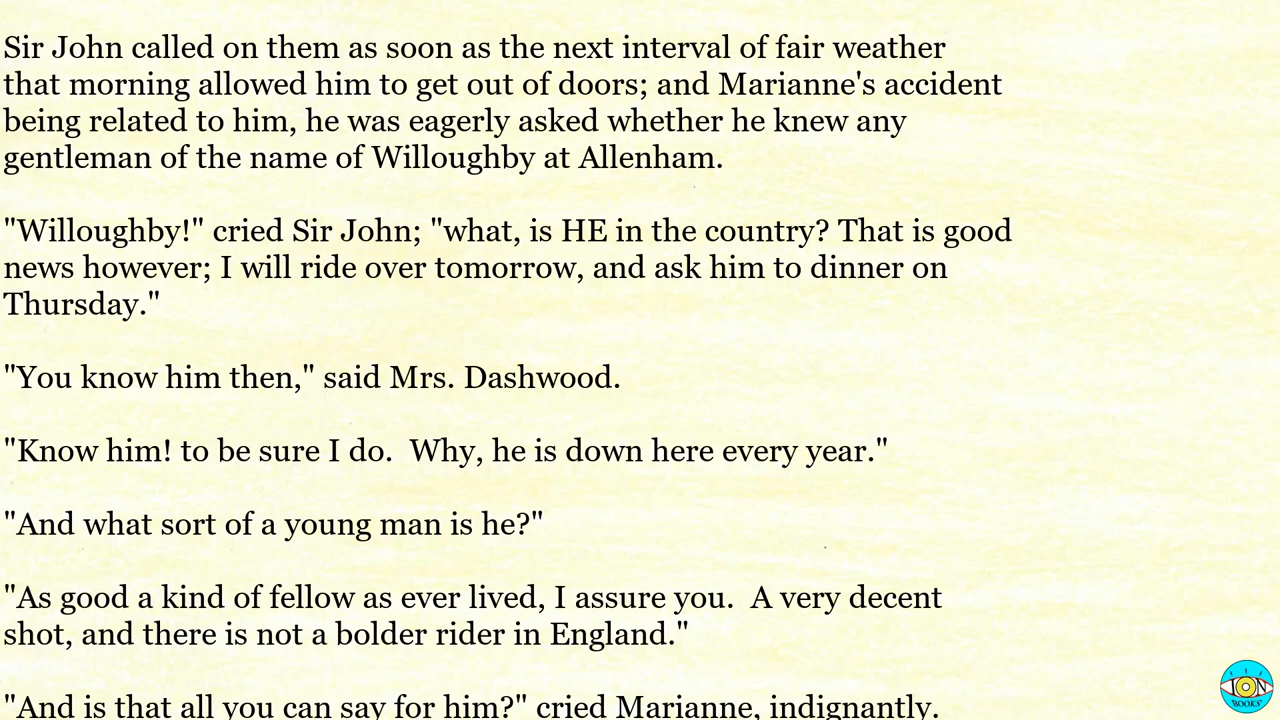 Sir John called on them as soon as the next interval of fair weather
that morning allowed him to get out of doors; and Marianne's accident
being related to him, he was eagerly asked whether he knew any
gentleman of the name of Willoughby at Allenham.
"Willoughby!" cried Sir John; "what, is HE in the country? That is good
news however; I will ride over tomorrow, and ask him to dinner on
Thursday."
"You know him then," said Mrs. Dashwood.
"Know him! to be sure I do.  Why, he is down here every year."
"And what sort of a young man is he?"
"As good a kind of fellow as ever lived, I assure you.  A very decent
shot, and there is not a bolder rider in England."
"And is that all you can say for him?" cried Marianne, indignantly.
ION
BOOKS